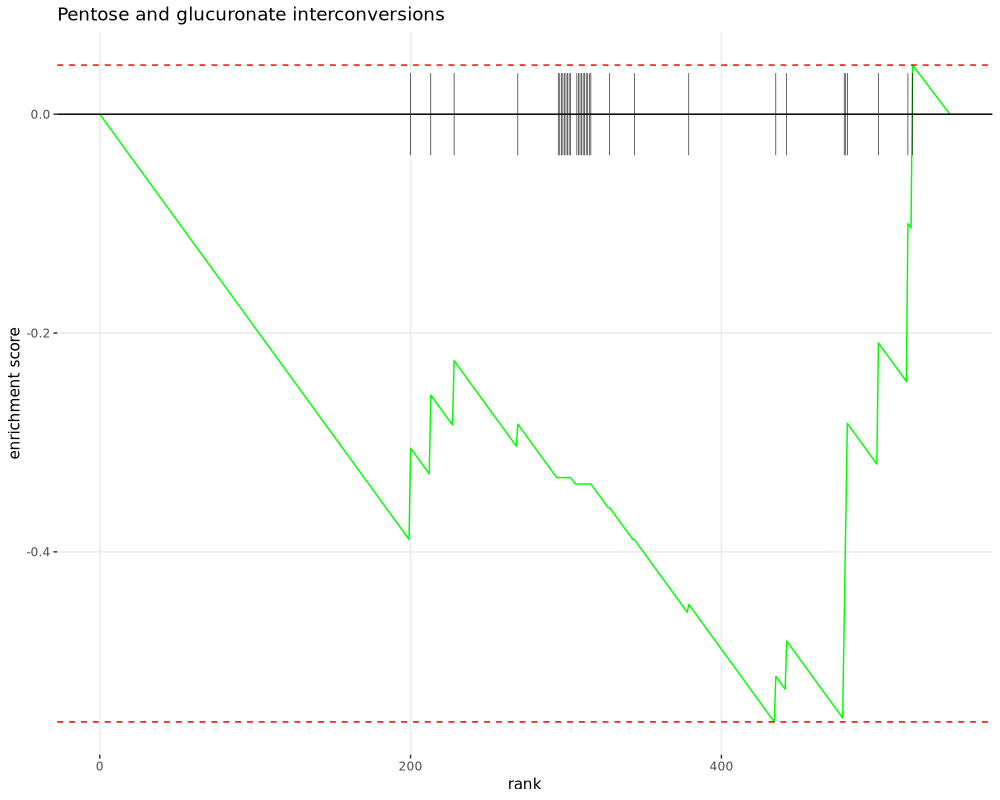 Pentose and glucuronate interconversions
0.0
-0.2
-0.4
enrichment score
0
200
400
rank